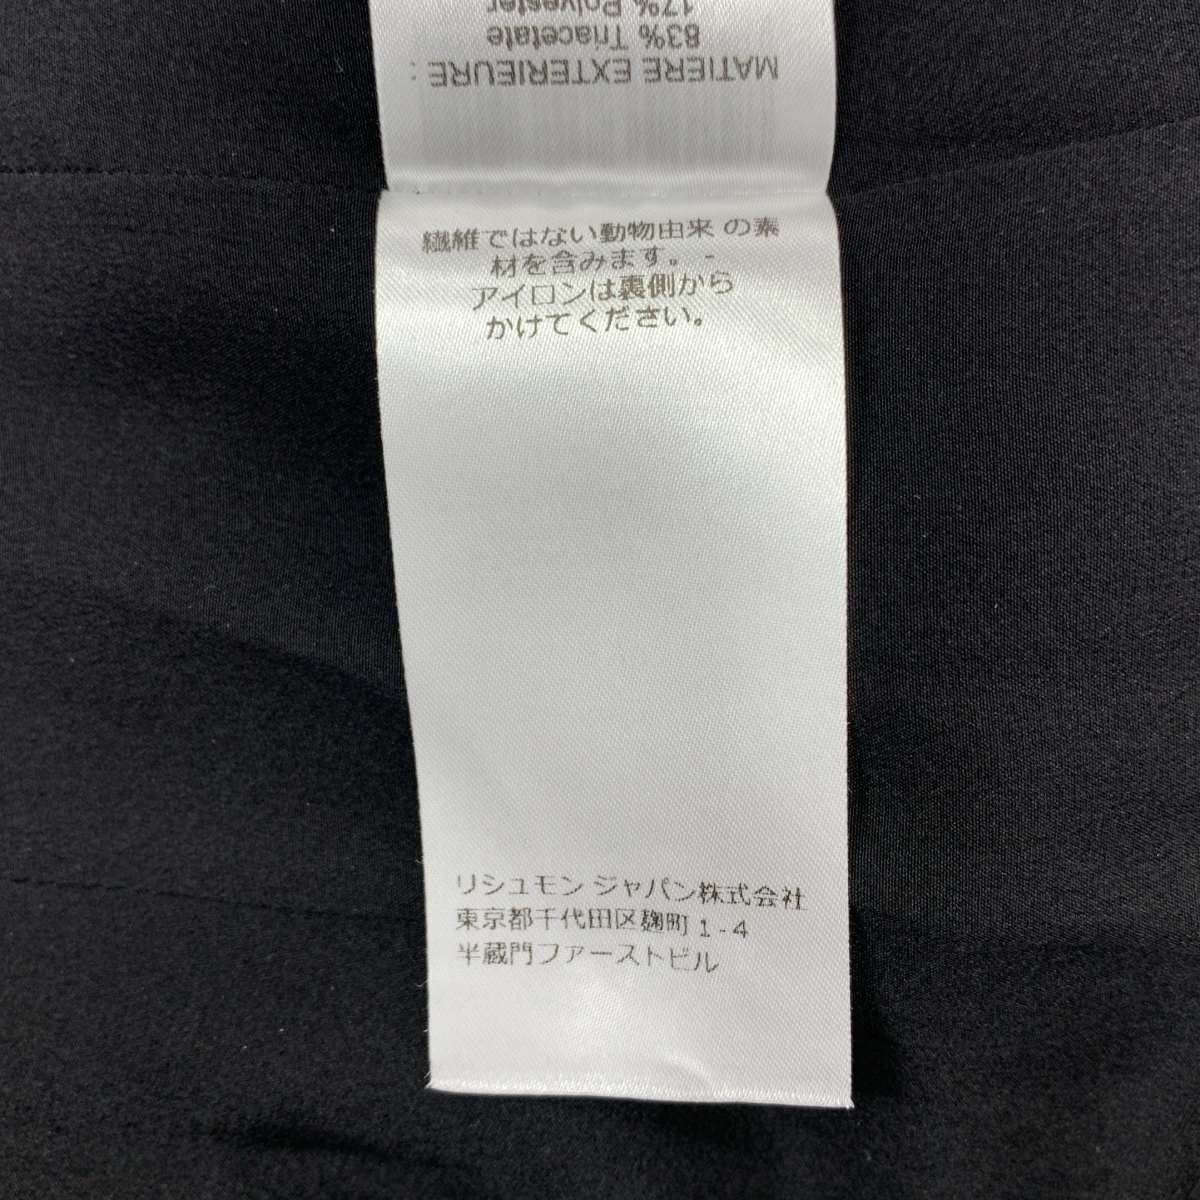 MATIERE EXTERIEURE :
83% Triacetate
17% Polyester
繊維ではない動物由来 の素
材を含みます。 -
アイロンは裏側から
かけてください。
リシュモン ジャパン株式会社
東京都千代田区麹町 1 - 4
半蔵門ファーストビル